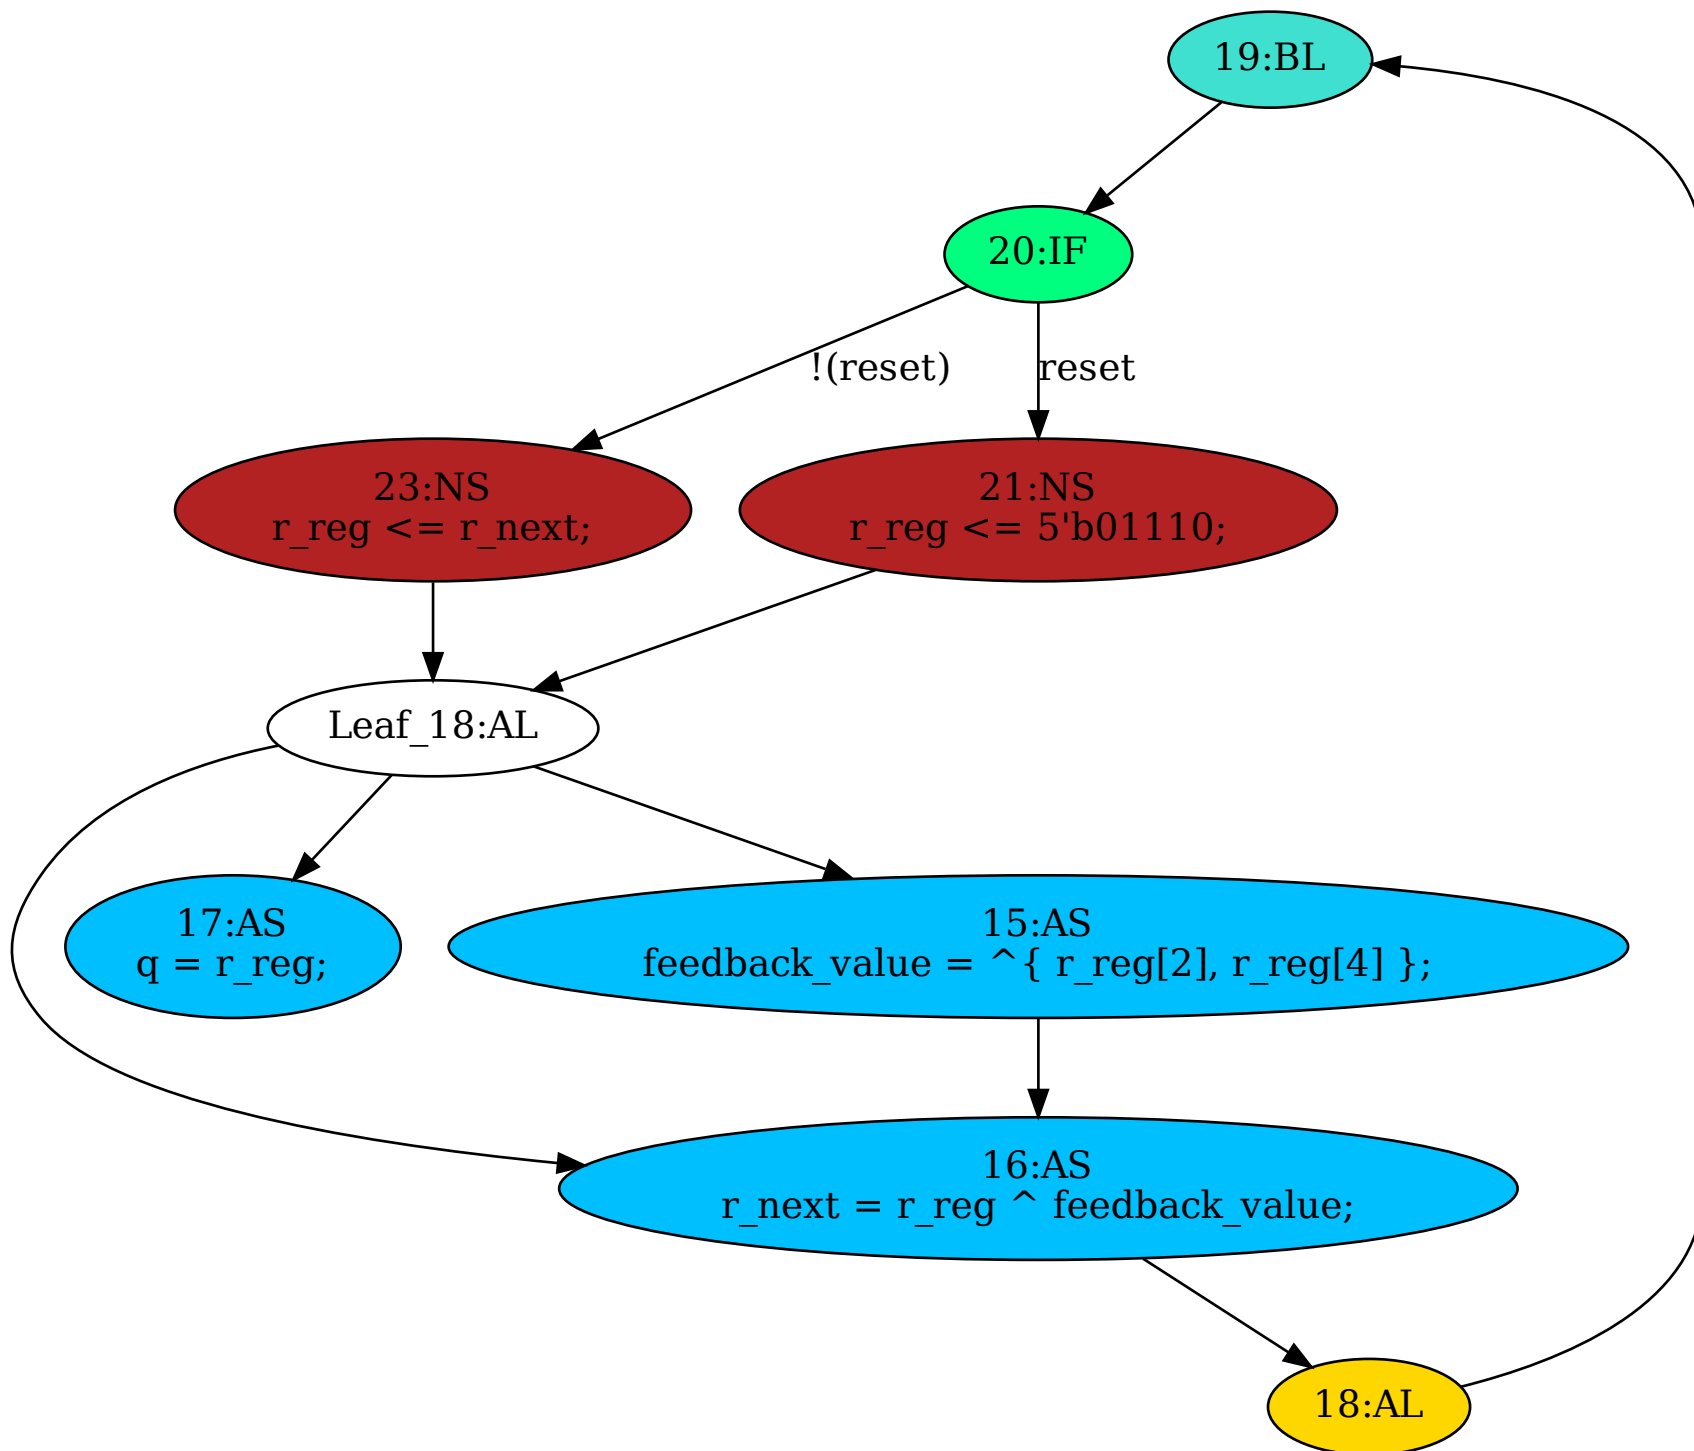 19:BL
20:IF
!(reset)
reset
23:NS
r_reg <= r_next;
21:NS
r_reg <= 5'b01110;
Leaf_18:AL
17:AS
q = r_reg;
15:AS
feedback_value = ^{ r_reg[2], r_reg[4] };
16:AS
r_next = r_reg ^ feedback_value;
18:AL